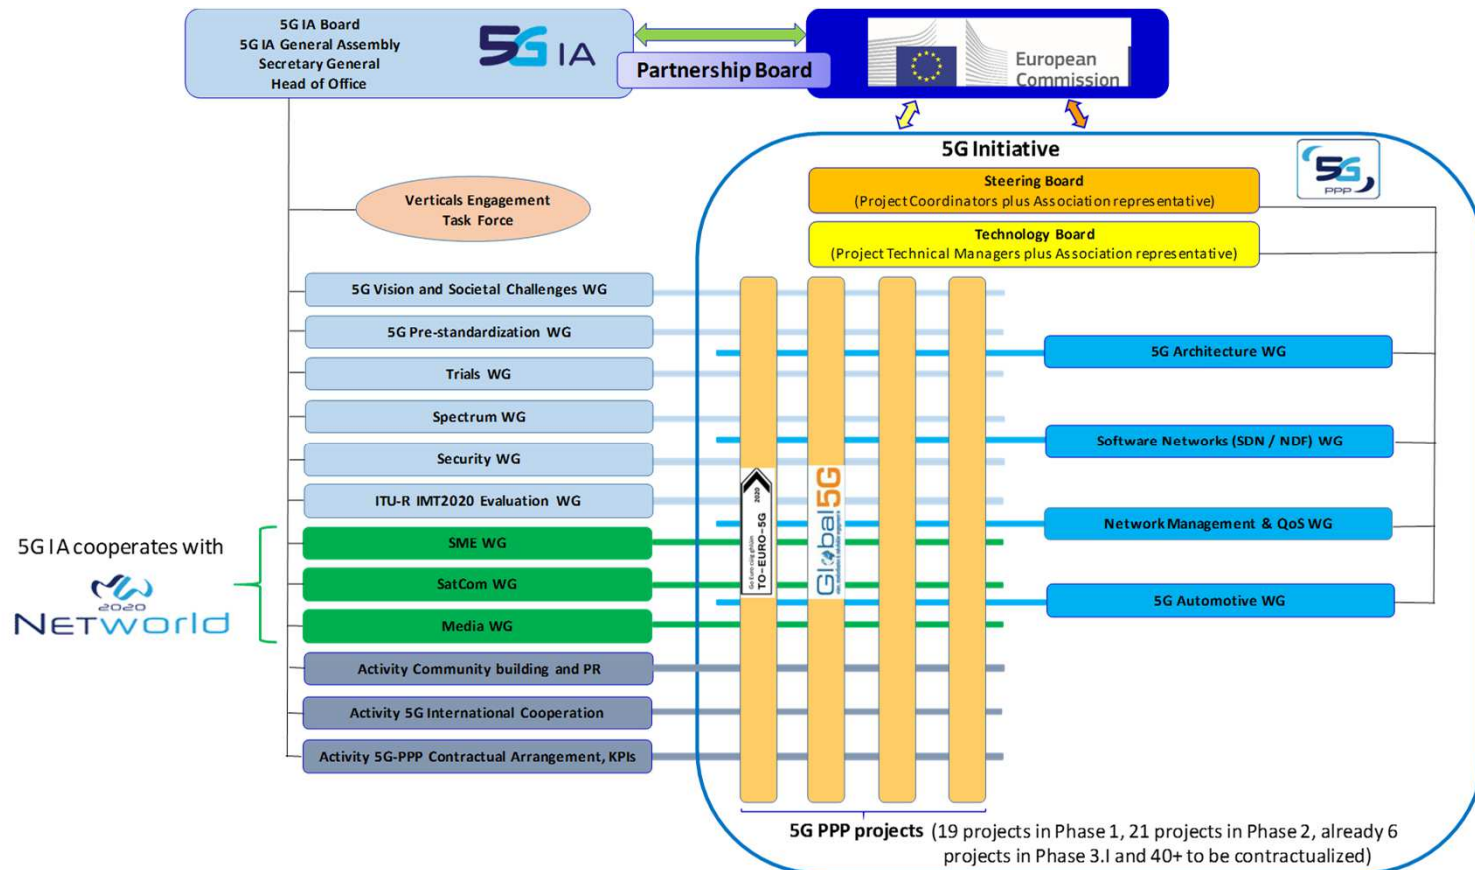 5G IA Board
5G IA General Assembly
Secretary General
Head of Office
5G IA
Partnership Board
European
Commission
5G Initiative
5G
PPP
Steering Board
(Project Coordinators plus Association representative)
Technology Board
(Project Technical Managers plus Association representative)
Verticals Engagement
Task Force
5G Vision and Societal Challenges WG
5G Pre-standardization WG
Trials WG
Spectrum WG
Security WG
ITU-R IMT2020 Evaluation WG
SME WG
SatCom WG
Media WG
Activity Community building and PR
Activity 5G International Cooperation
Activity 5G-PPP Contractual Arrangement, KPIs
5G IA cooperates with
2020
NETWorld
2020
TO-EURO-5G
Global5G
5G Architecture WG
Software Networks (SDN / NDF) WG
Network Management & QoS WG
5G Automotive WG
5G PPP projects (19 projects in Phase 1, 21 projects in Phase 2, already 6
projects in Phase 3.I and 40+ to be contractualized)